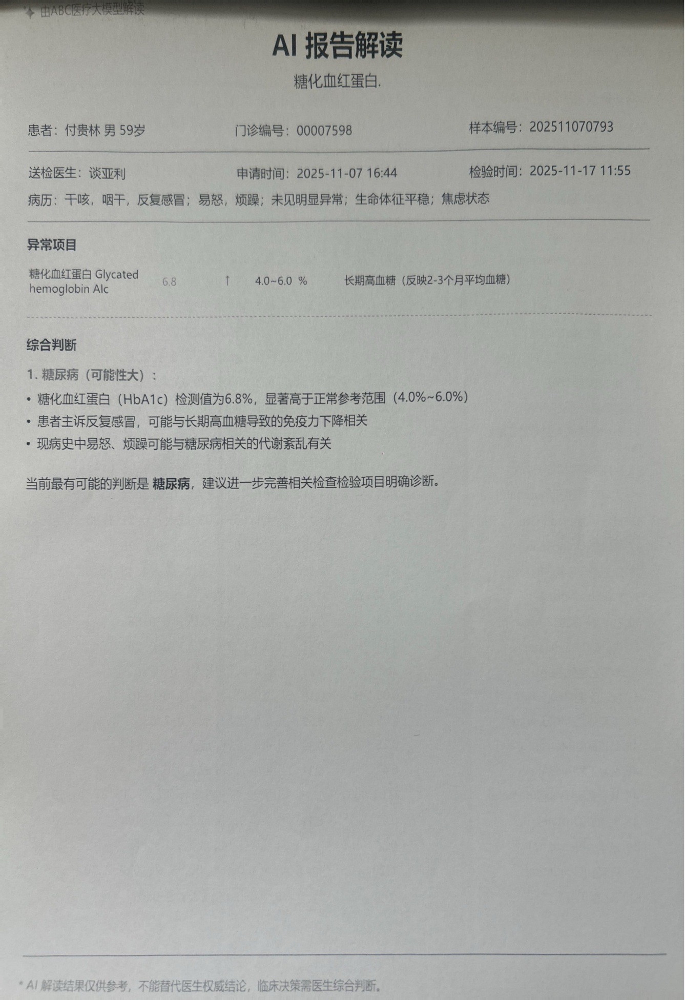 由ABC医疗大模型解读
AI 报告解读
糖化血红蛋白.
患者：付贵林 男 59岁 门诊编号：00007598 样本编号：202511070793
送检医生：谈亚利 申请时间：2025-11-07 16:44 检验时间：2025-11-17 11:55
病历：干咳，咽干，反复感冒；易怒，烦躁；未见明显异常；生命体征平稳；焦虑状态
异常项目
糖化血红蛋白 Glycated
hemoglobin Alc 6.8 ↑ 4.0~6.0 % 长期高血糖（反映2-3个月平均血糖）
综合判断
1. 糖尿病（可能性大）：
• 糖化血红蛋白（HbA1c）检测值为6.8%，显著高于正常参考范围（4.0%~6.0%）
• 患者主诉反复感冒，可能与长期高血糖导致的免疫力下降相关
• 现病史中易怒、烦躁可能与糖尿病相关的代谢紊乱有关
当前最有可能的判断是 糖尿病，建议进一步完善相关检查检验项目明确诊断。
* AI 解读结果仅供参考，不能替代医生权威结论，临床决策需医生综合判断。